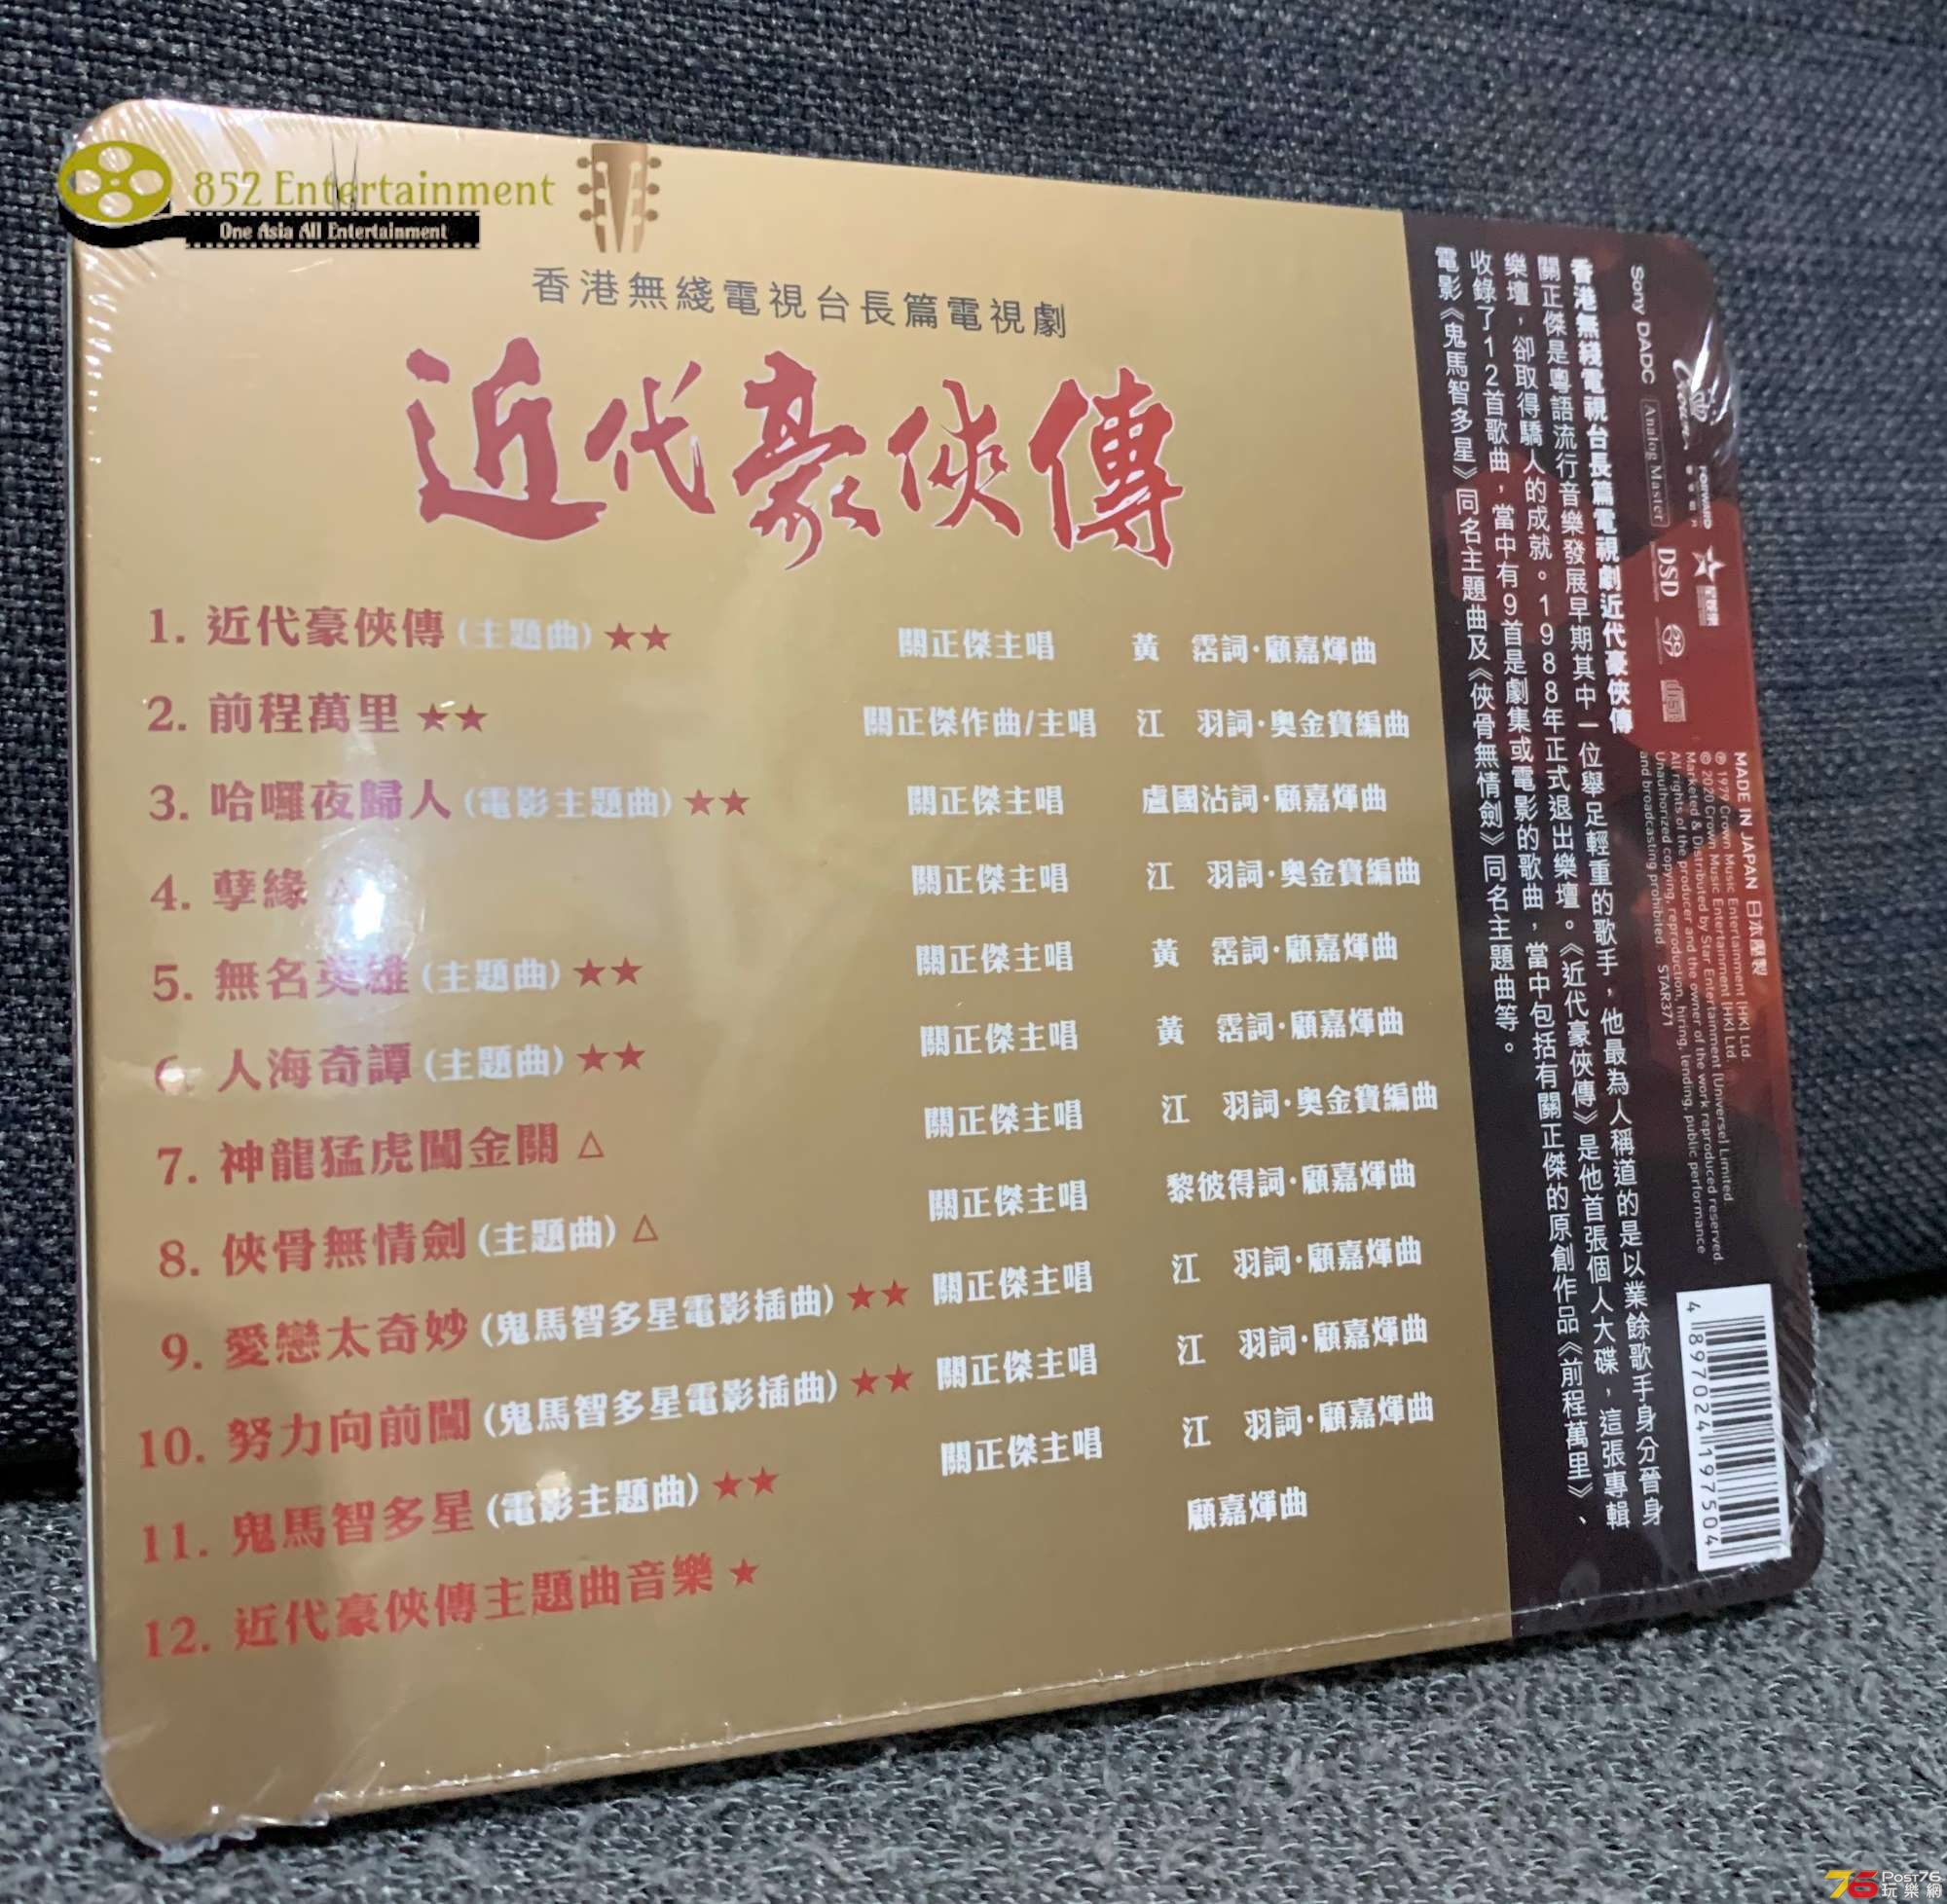 852 Entertainment
One Asia All Entertainment
香港無綫電視台長篇電視劇
近代豪俠傳
1. 近代豪俠傳 (主題曲) ★★ 關正傑主唱 黃 霑詞·顧嘉煇曲
2. 前程萬里 ★★ 關正傑作曲/主唱 江 羽詞·奧金寶編曲
3. 哈囉夜歸人 (電影主題曲) ★★ 關正傑主唱 盧國沾詞·顧嘉煇曲
4. 孽緣 △ 關正傑主唱 江 羽詞·奧金寶編曲
5. 無名英雄 (主題曲) ★★ 關正傑主唱 黃 霑詞·顧嘉煇曲
6. 人海奇譚 (主題曲) ★★ 關正傑主唱 黃 霑詞·顧嘉煇曲
7. 神龍猛虎闖金關 △ 關正傑主唱 江 羽詞·奧金寶編曲
8. 俠骨無情劍 (主題曲) △ 關正傑主唱 黎彼得詞·顧嘉煇曲
9. 愛戀太奇妙 (鬼馬智多星電影插曲) ★★ 關正傑主唱 江 羽詞·顧嘉煇曲
10. 努力向前闖 (鬼馬智多星電影插曲) ★★ 關正傑主唱 江 羽詞·顧嘉煇曲
11. 鬼馬智多星 (電影主題曲) ★★ 關正傑主唱 江 羽詞·顧嘉煇曲
12. 近代豪俠傳主題曲音樂 ★ 顧嘉煇曲
香港無綫電視台長篇電視劇近代豪俠傳
關正傑是粵語流行音樂發展早期其中一位舉足輕重的歌手，他最為人稱道的是以業餘歌手身分晉身
樂壇，卻取得驕人的成就。1988年正式退出樂壇。《近代豪俠傳》是他首張個人大碟，這張專輯
收錄了12首歌曲，當中有9首是劇集或電影的歌曲，當中包括有關正傑的原創作品《前程萬里》、
電影《鬼馬智多星》同名主題曲及《俠骨無情劍》同名主題曲等。
Crown
FORWARD
Sony DADC Analog Master DSD
MADE IN JAPAN 日本壓製
℗ 1979 Crown Music Entertainment (HK) Ltd.
© 2020 Crown Music Entertainment (HK) Ltd.
Marketed & Distributed by Star Entertainment (Universe) Limited.
All rights of the producer and the owner of the work reproduced reserved.
Unauthorized copying, reproduction, hiring, lending, public performance
and broadcasting prohibited STAR371
4 897024 197504
76 Post76
玩樂網